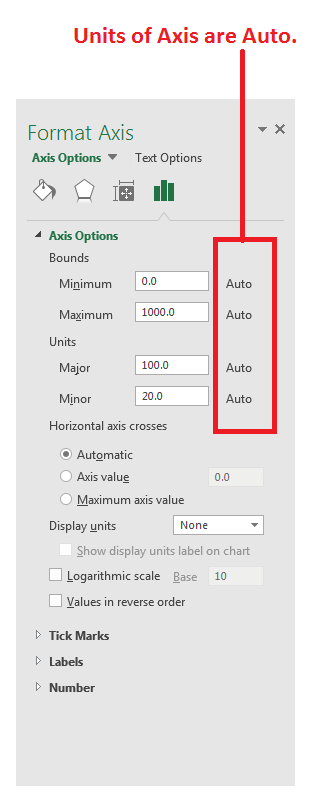 Units of Axis are Auto.
Format Axis
Axis Options Text Options
Axis Options
Bounds
Minimum 0.0 Auto
Maximum 1000.0 Auto
Units
Major 100.0 Auto
Minor 20.0 Auto
Horizontal axis crosses
Automatic
Axis value 0.0
Maximum axis value
Display units None
Show display units label on chart
Logarithmic scale Base 10
Values in reverse order
Tick Marks
Labels
Number